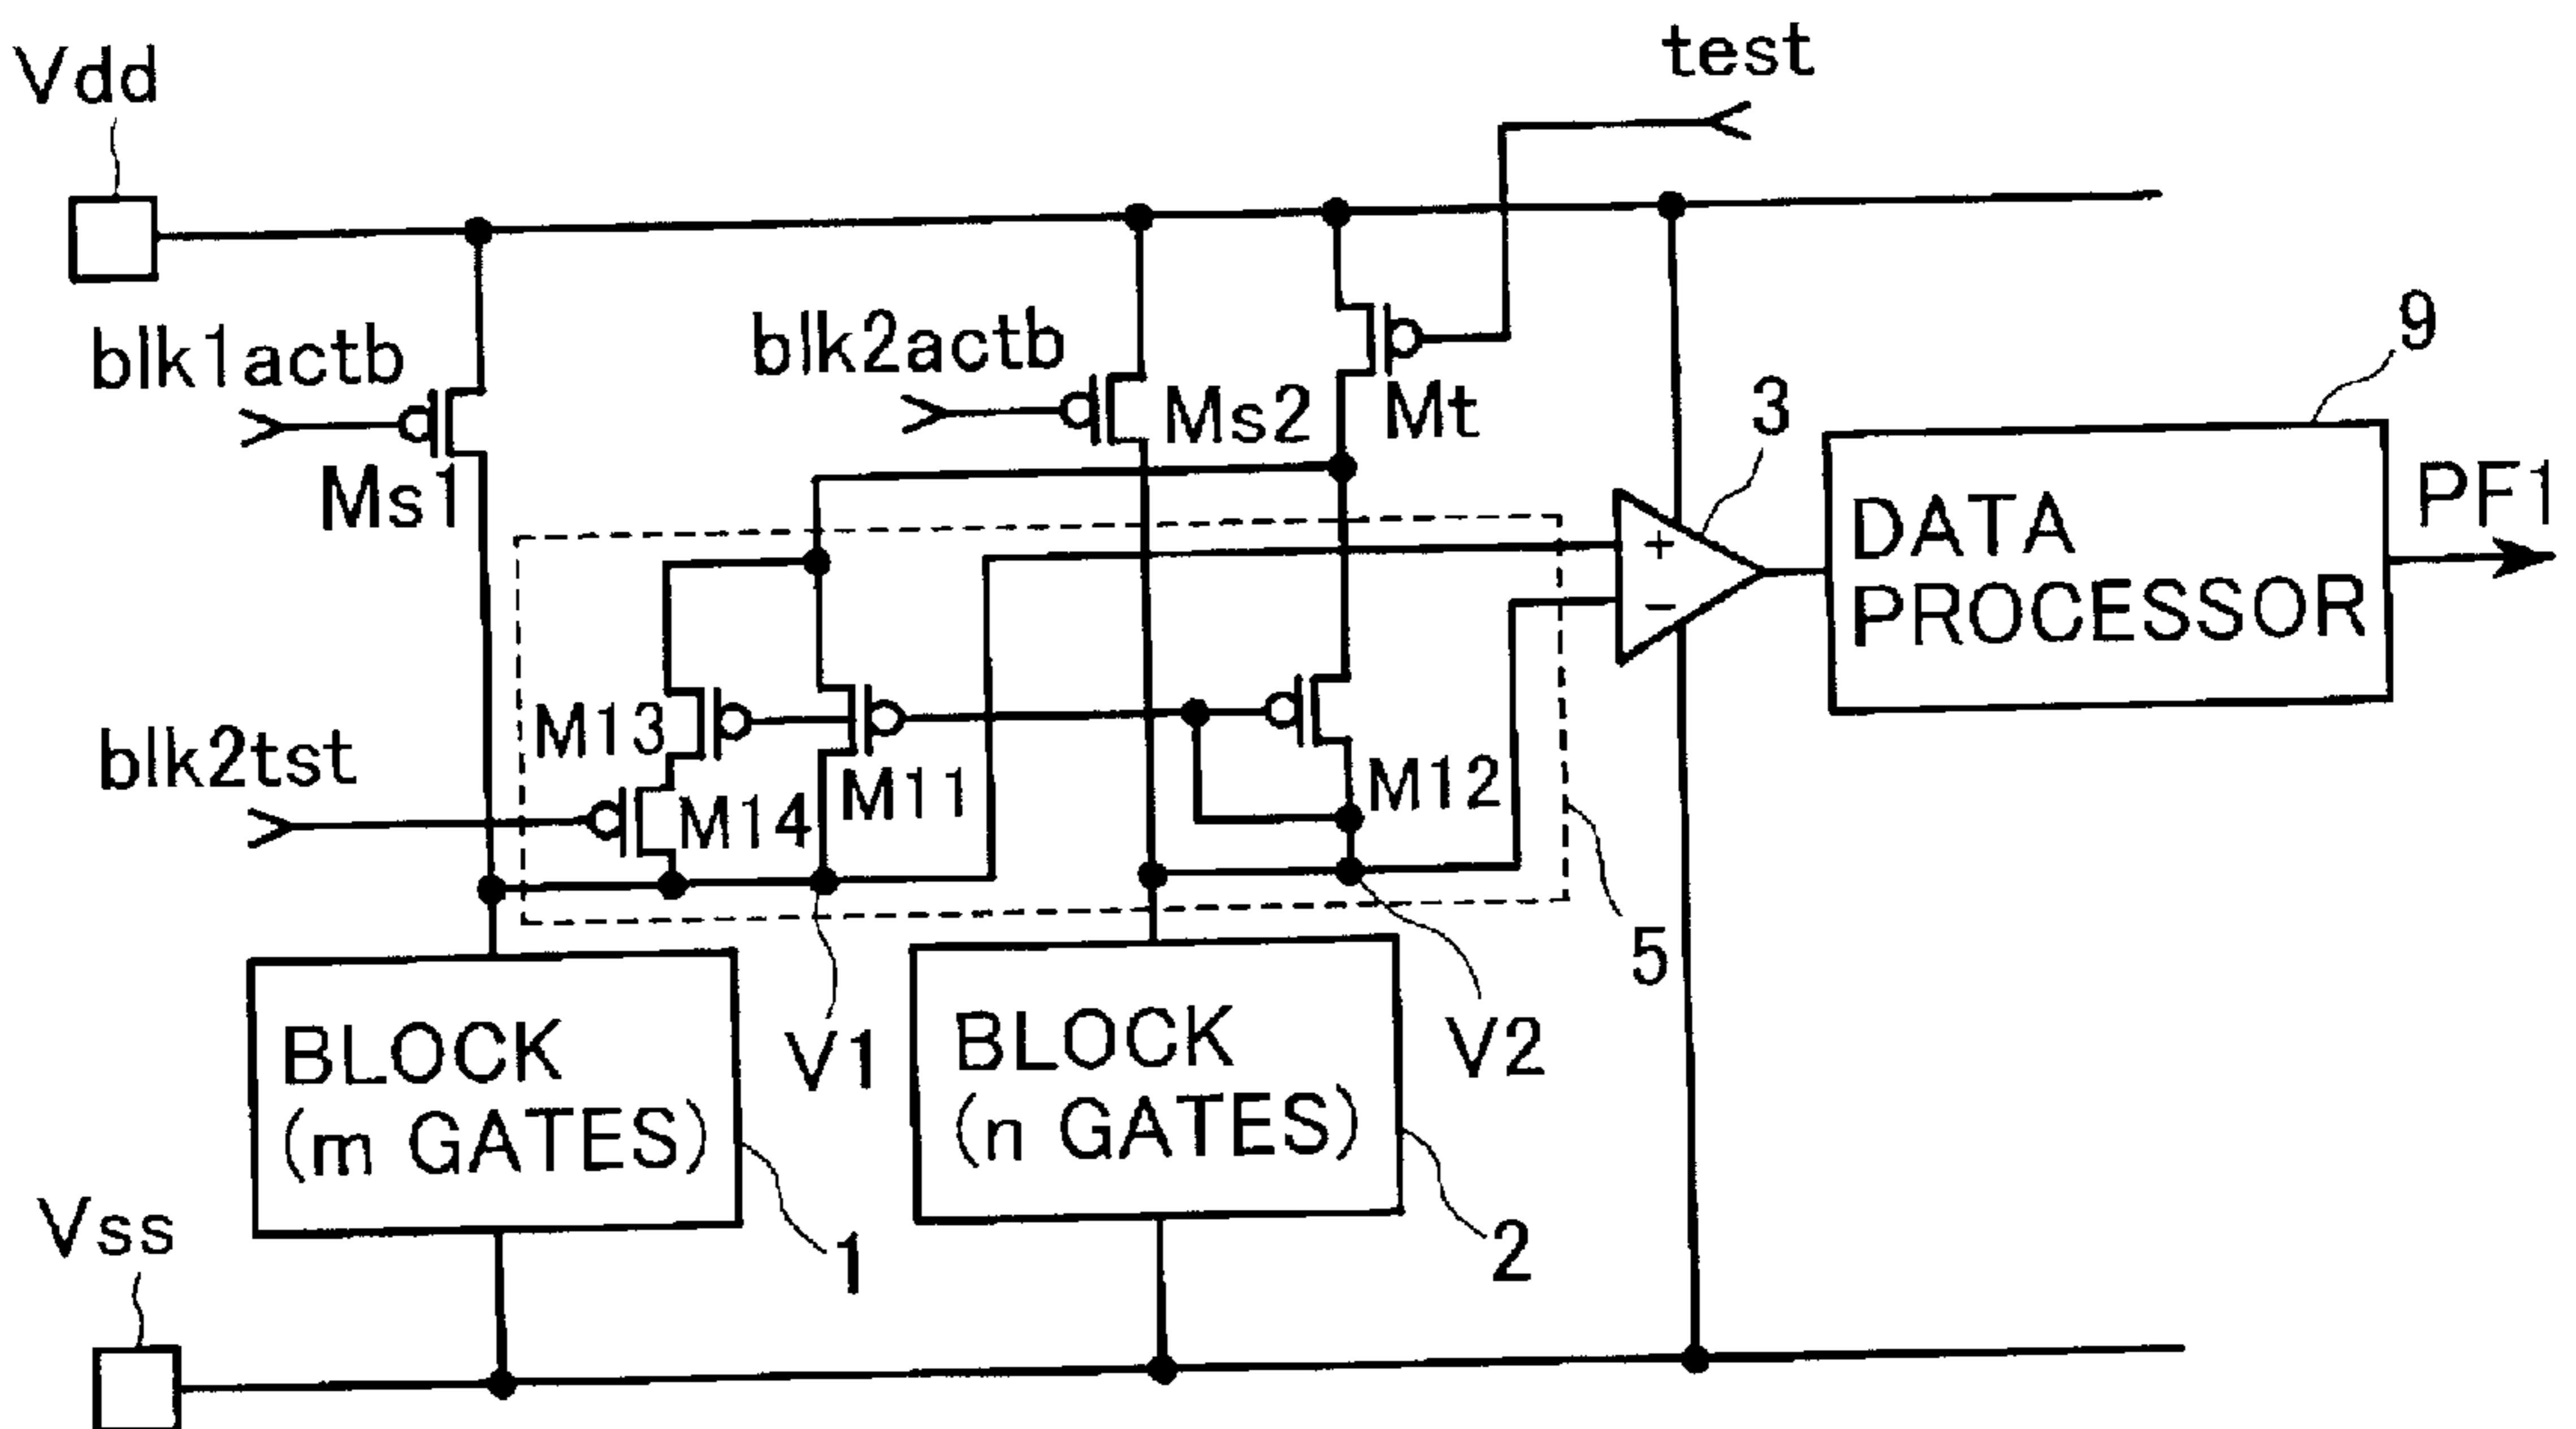 test
Vdd
blk1actb
blk2actb
9
3
Ms1
Ms2
Mt
DATA
PROCESSOR
PF1
+
−
blk2tst
M13
M14
M11
M12
5
BLOCK
(m GATES)
V1
BLOCK
(n GATES)
V2
Vss
1
2